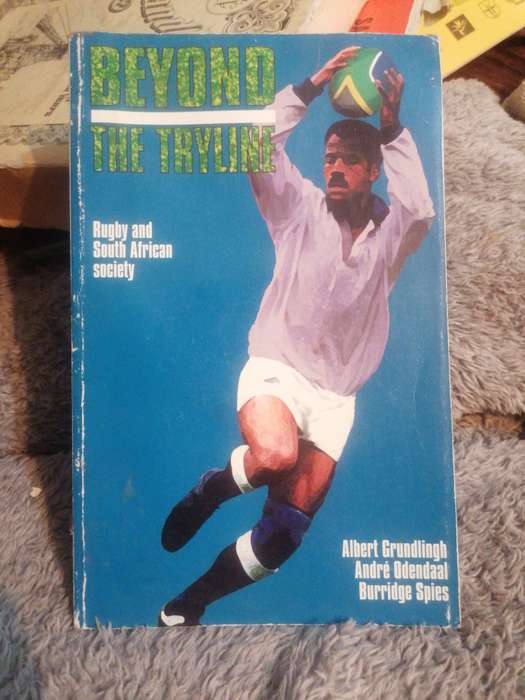 BEYOND
THE TRYLINE
Rugby and
South African
society
Albert Grundlingh
André Odendaal
Burridge Spies